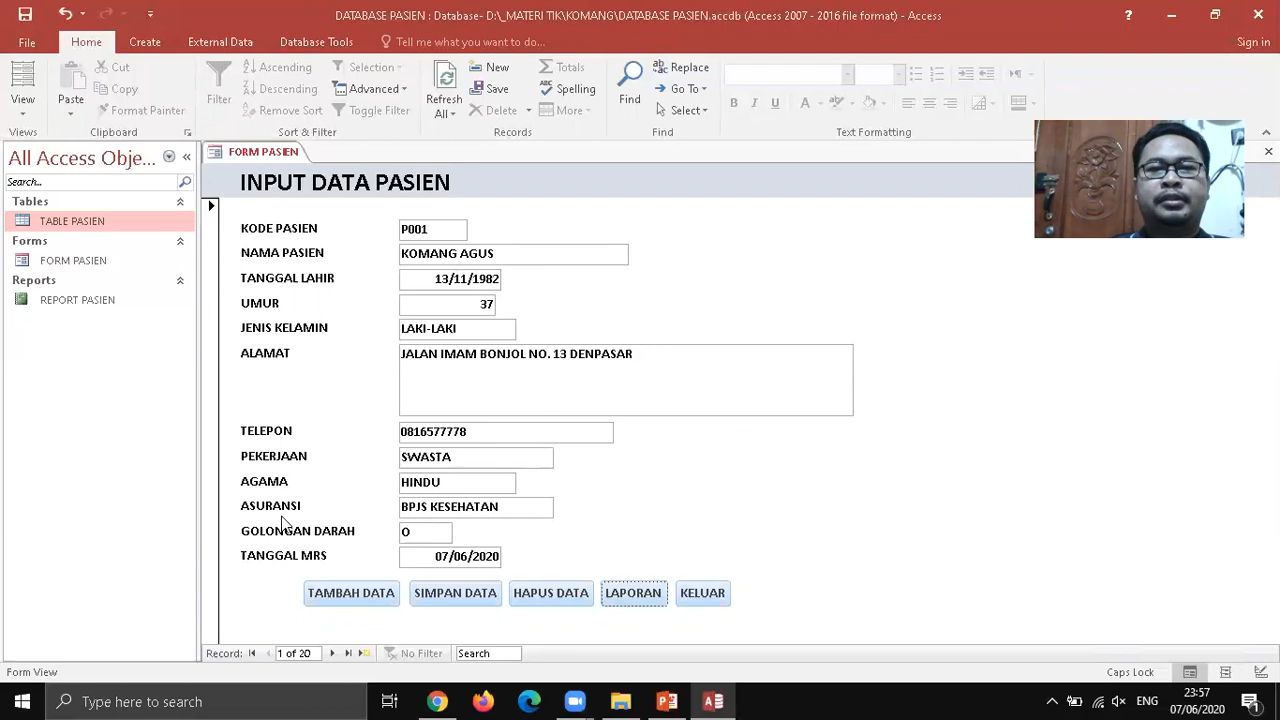 DATABASE PASIEN : Database- D:\_MATERI TIK\KOMANG\DATABASE PASIEN.accdb (Access 2007 - 2016 file format) - Access
File Home Create External Data Database Tools Tell me what you want to do... Sign in
View
Views
Paste
Cut
Copy
Format Painter
Clipboard
Filter
Ascending
Descending
Remove Sort
Selection
Advanced
Toggle Filter
Sort & Filter
Refresh
All
New
Save
Delete
Totals
Spelling
More
Records
Find
Replace
Go To
Select
Find
B I U A
Text Formatting
All Access Obje...
Search...
Tables
TABLE PASIEN
Forms
FORM PASIEN
Reports
REPORT PASIEN
FORM PASIEN
INPUT DATA PASIEN
KODE PASIEN P001
NAMA PASIEN KOMANG AGUS
TANGGAL LAHIR 13/11/1982
UMUR 37
JENIS KELAMIN LAKI-LAKI
ALAMAT JALAN IMAM BONJOL NO. 13 DENPASAR
TELEPON 0816577778
PEKERJAAN SWASTA
AGAMA HINDU
ASURANSI BPJS KESEHATAN
GOLONGAN DARAH O
TANGGAL MRS 07/06/2020
TAMBAH DATA SIMPAN DATA HAPUS DATA LAPORAN KELUAR
Record: 1 of 20 No Filter Search
Form View Caps Lock
Type here to search
ENG 23:57
07/06/2020